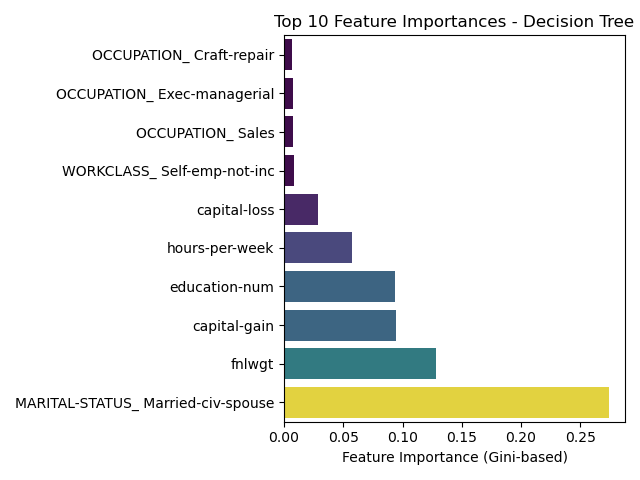 Top 10 Feature Importances - Decision Tree
OCCUPATION_ Craft-repair
OCCUPATION_ Exec-managerial
OCCUPATION_ Sales
WORKCLASS_ Self-emp-not-inc
capital-loss
hours-per-week
education-num
capital-gain
fnlwgt
MARITAL-STATUS_ Married-civ-spouse
0.00 0.05 0.10 0.15 0.20 0.25
Feature Importance (Gini-based)